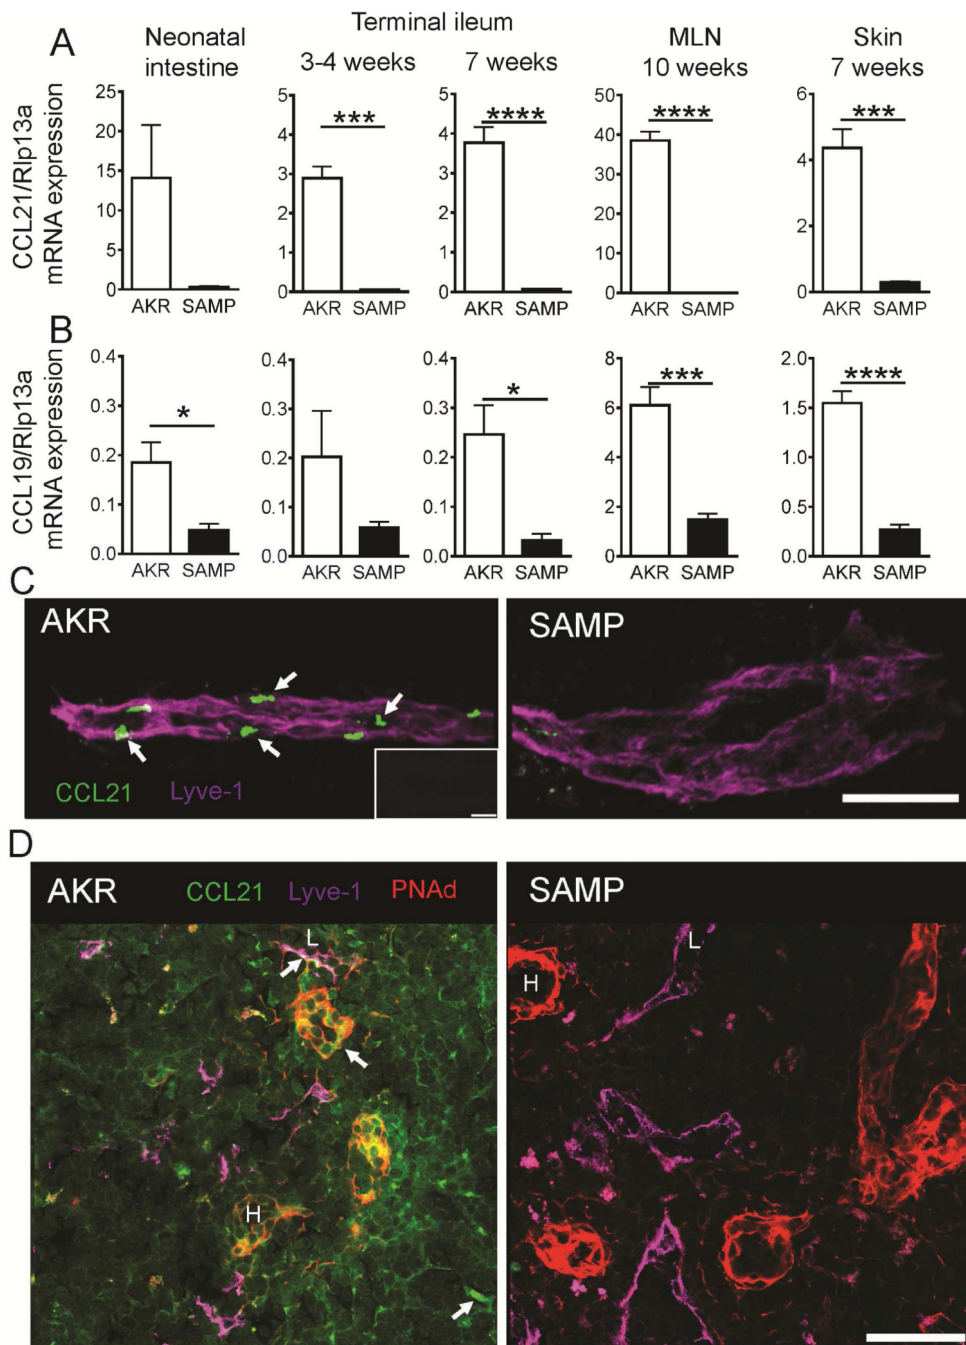 A
Neonatal
intestine
Terminal ileum
3-4 weeks
7 weeks
MLN
10 weeks
Skin
7 weeks
CCL21/Rlp13a
mRNA expression
25
20
15
10
5
0
AKR SAMP
5
4
3
2
1
0
***
AKR SAMP
5
4
3
2
1
0
****
AKR SAMP
50
40
30
20
10
0
****
AKR SAMP
6
4
2
0
***
AKR SAMP
B
CCL19/Rlp13a
mRNA expression
0.4
0.3
0.2
0.1
0.0
*
AKR SAMP
0.4
0.3
0.2
0.1
0.0
AKR SAMP
0.4
0.3
0.2
0.1
0.0
*
AKR SAMP
8
6
4
2
0
***
AKR SAMP
2.0
1.5
1.0
0.5
0.0
****
AKR SAMP
C
AKR
CCL21 Lyve-1
SAMP
D
AKR
CCL21 Lyve-1 PNAd
L
H
SAMP
L
H